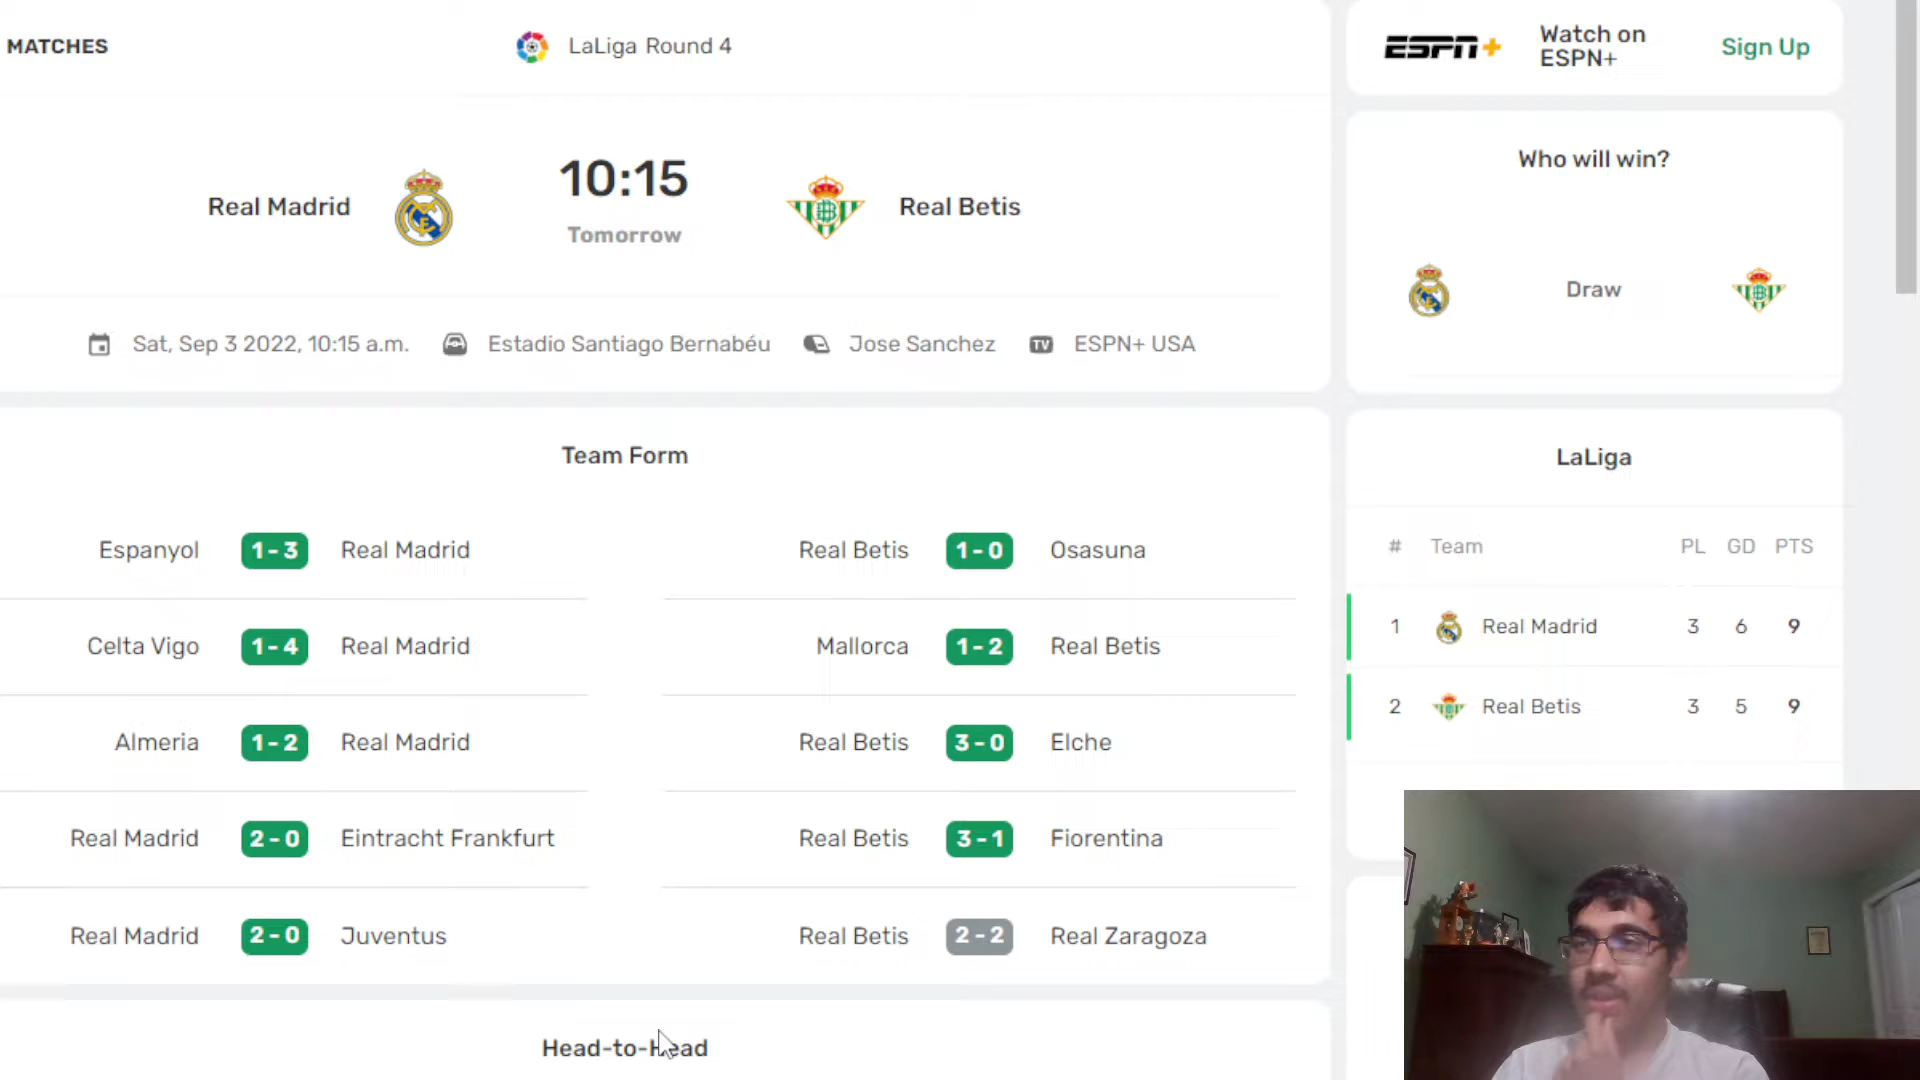 MATCHES
LaLiga Round 4
Real Madrid
10:15
Tomorrow
Real Betis
Sat, Sep 3 2022, 10:15 a.m.
Estadio Santiago Bernabéu
Jose Sanchez
TV
ESPN+ USA
Team Form
Espanyol 1 - 3 Real Madrid
Real Betis 1 - 0 Osasuna
Celta Vigo 1 - 4 Real Madrid
Mallorca 1 - 2 Real Betis
Almeria 1 - 2 Real Madrid
Real Betis 3 - 0 Elche
Real Madrid 2 - 0 Eintracht Frankfurt
Real Betis 3 - 1 Fiorentina
Real Madrid 2 - 0 Juventus
Real Betis 2 - 2 Real Zaragoza
Head-to-Head
ESPN+
Watch on
ESPN+
Sign Up
Who will win?
Draw
LaLiga
# Team PL GD PTS
1 Real Madrid 3 6 9
2 Real Betis 3 5 9